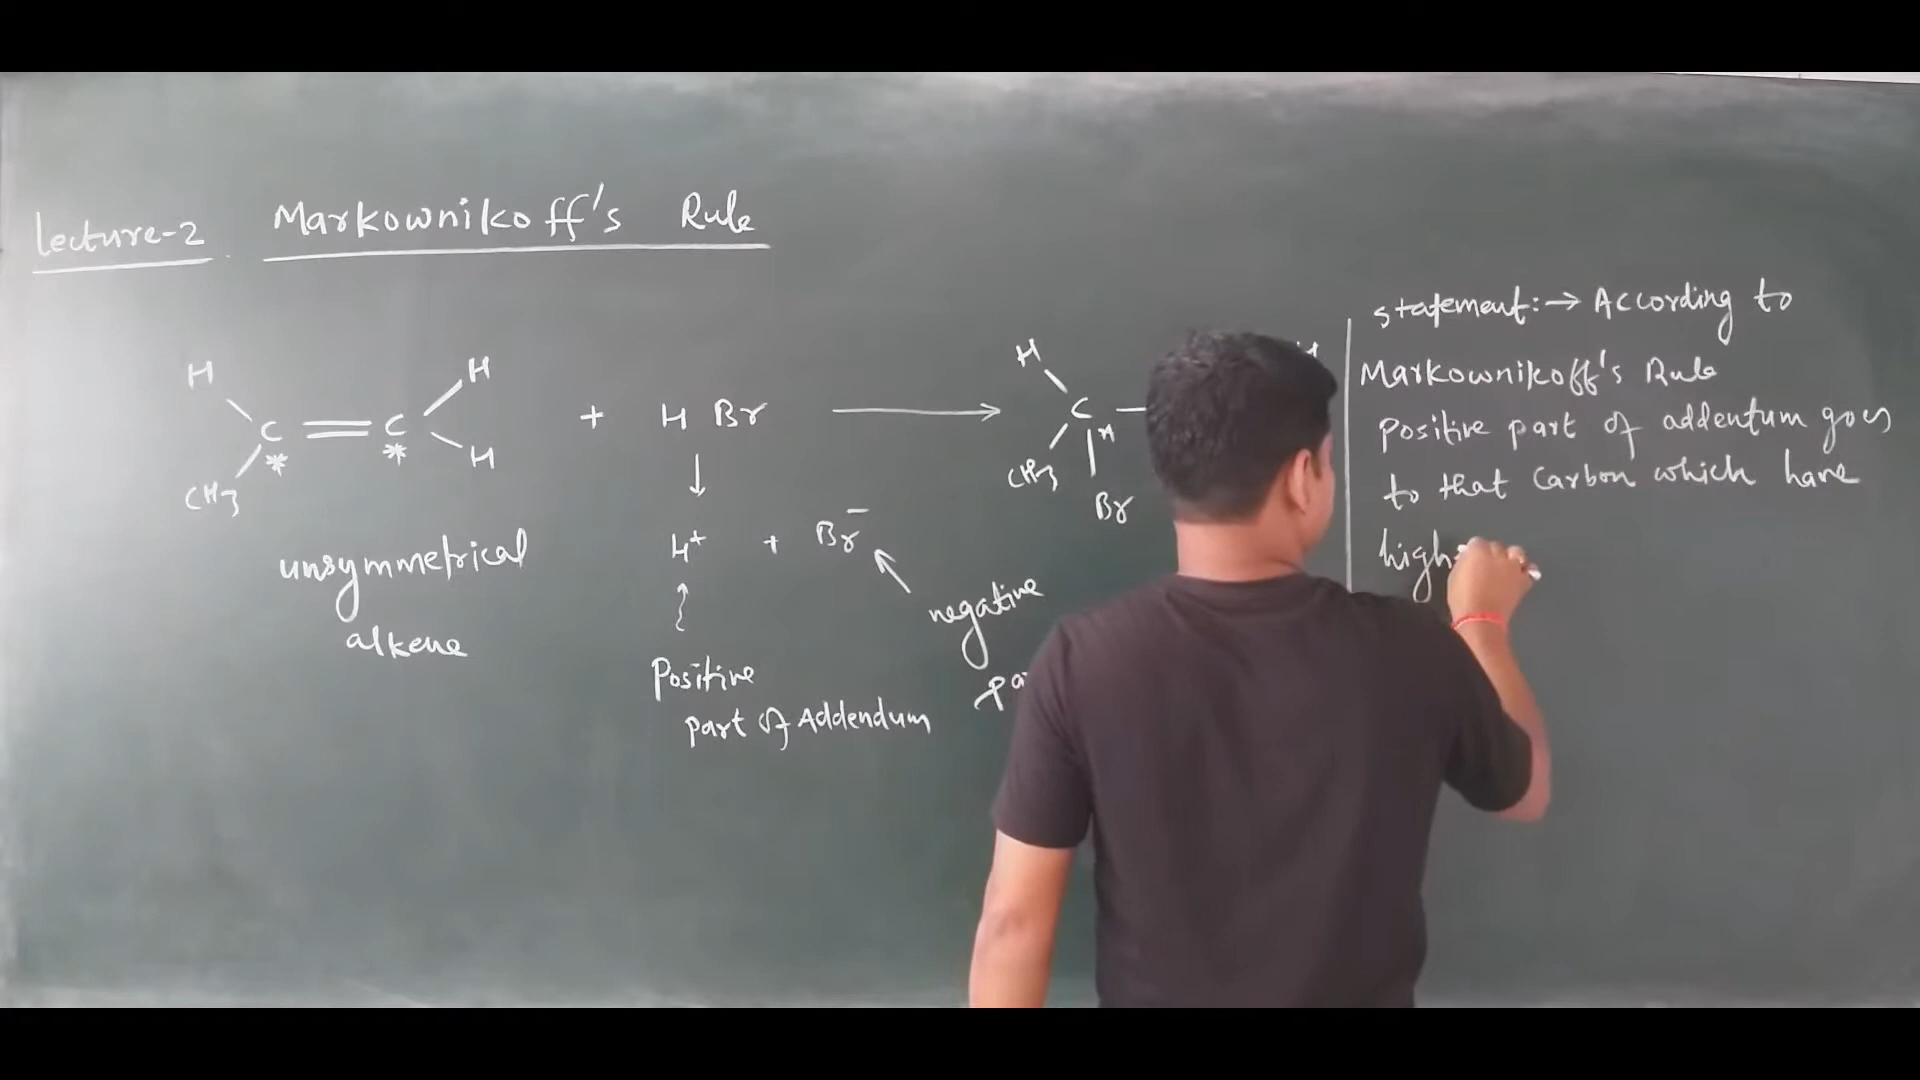 Lecture-2 Markownikoff's Rule
H H
C = C
* *
CH3 H
+ H Br →
H
C —
*
CH3
Br
H
↓
H+ + Br−
unsymmetrical
alkene
Positive
part of Addendum
negative
statement:→ According to
Markownikoff's Rule
positive part of addentum goes
to that Carbon which have